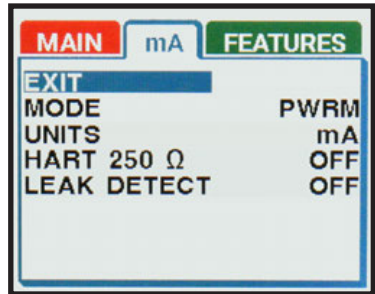 MAIN mA FEATURES
EXIT
MODE PWRM
UNITS mA
HART 250 Ω OFF
LEAK DETECT OFF